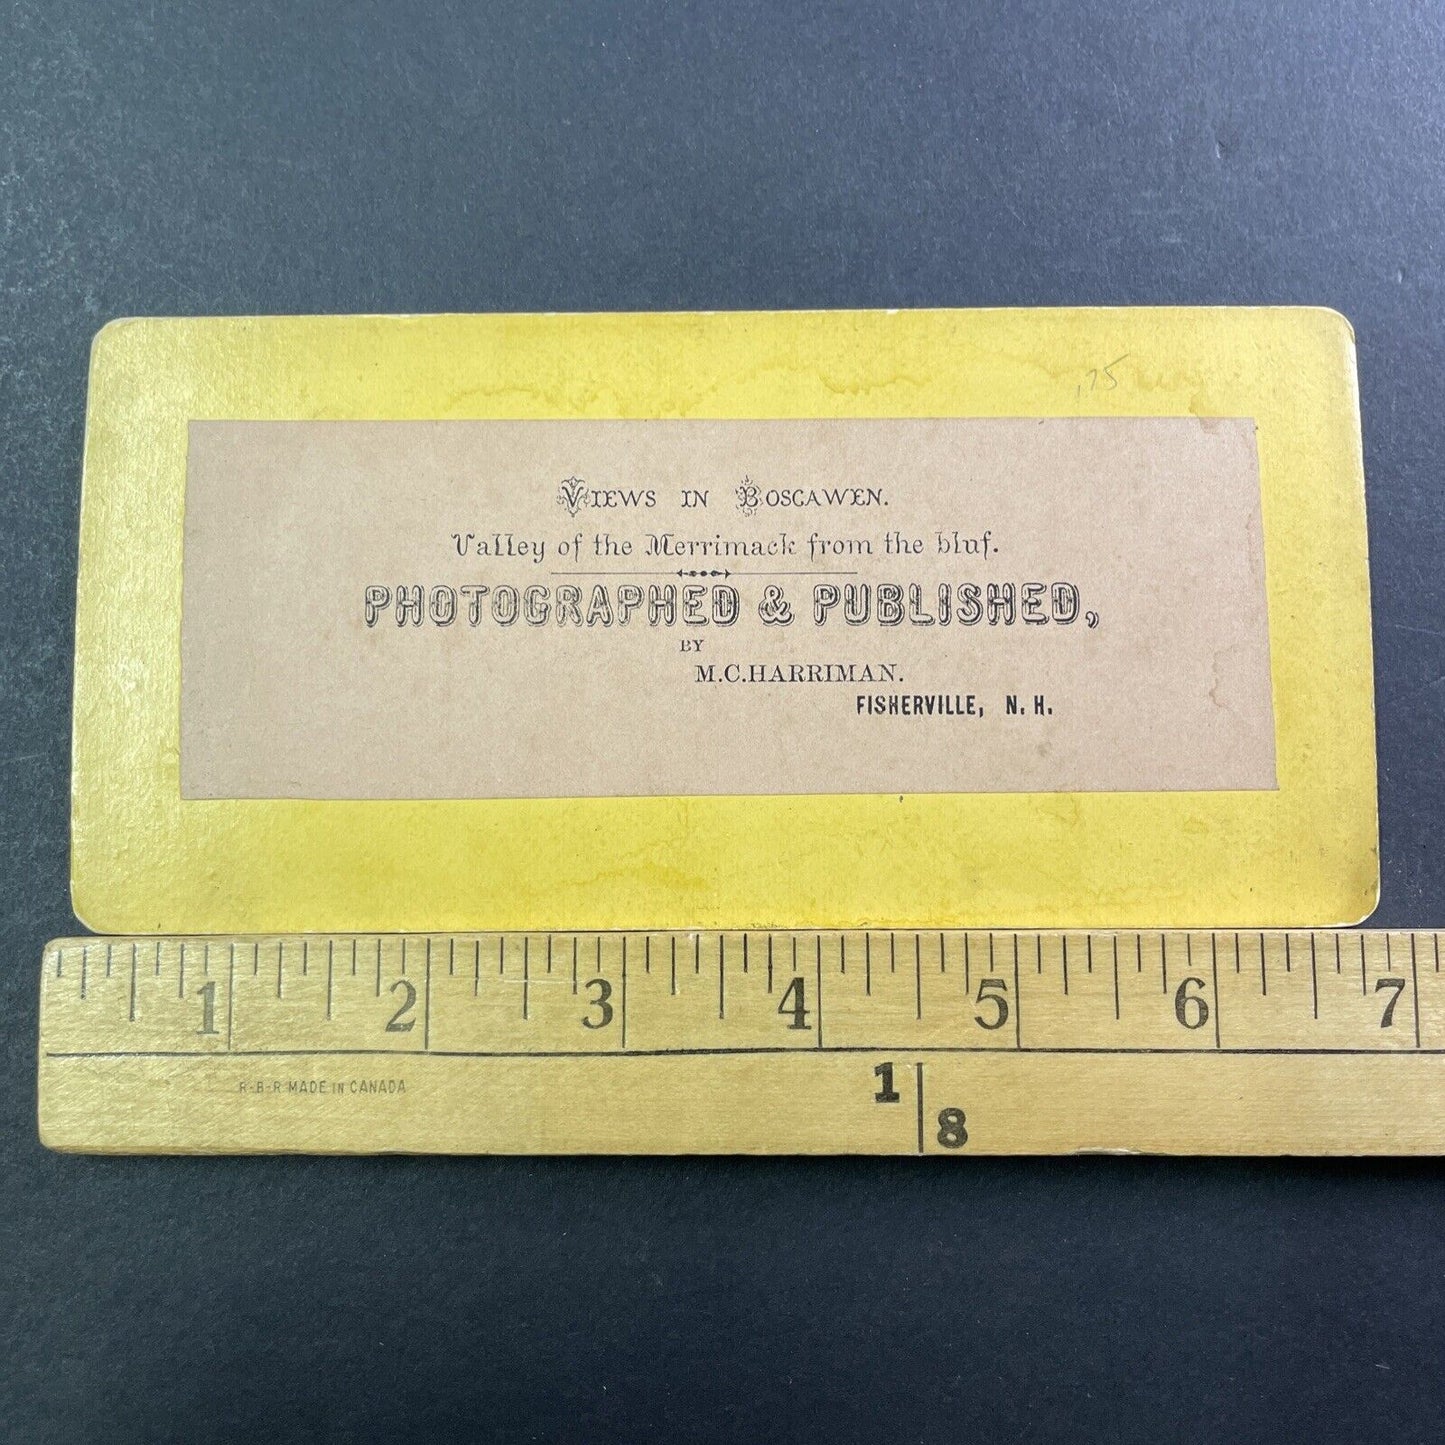 ,75
VIEWS IN BOSCAWEN.
Valley of the Merrimack from the bluf.
PHOTOGRAPHED & PUBLISHED,
BY
M.C.HARRIMAN.
FISHERVILLE, N. H.
1 2 3 4 5 6 7
R-B-R MADE IN CANADA
1
8